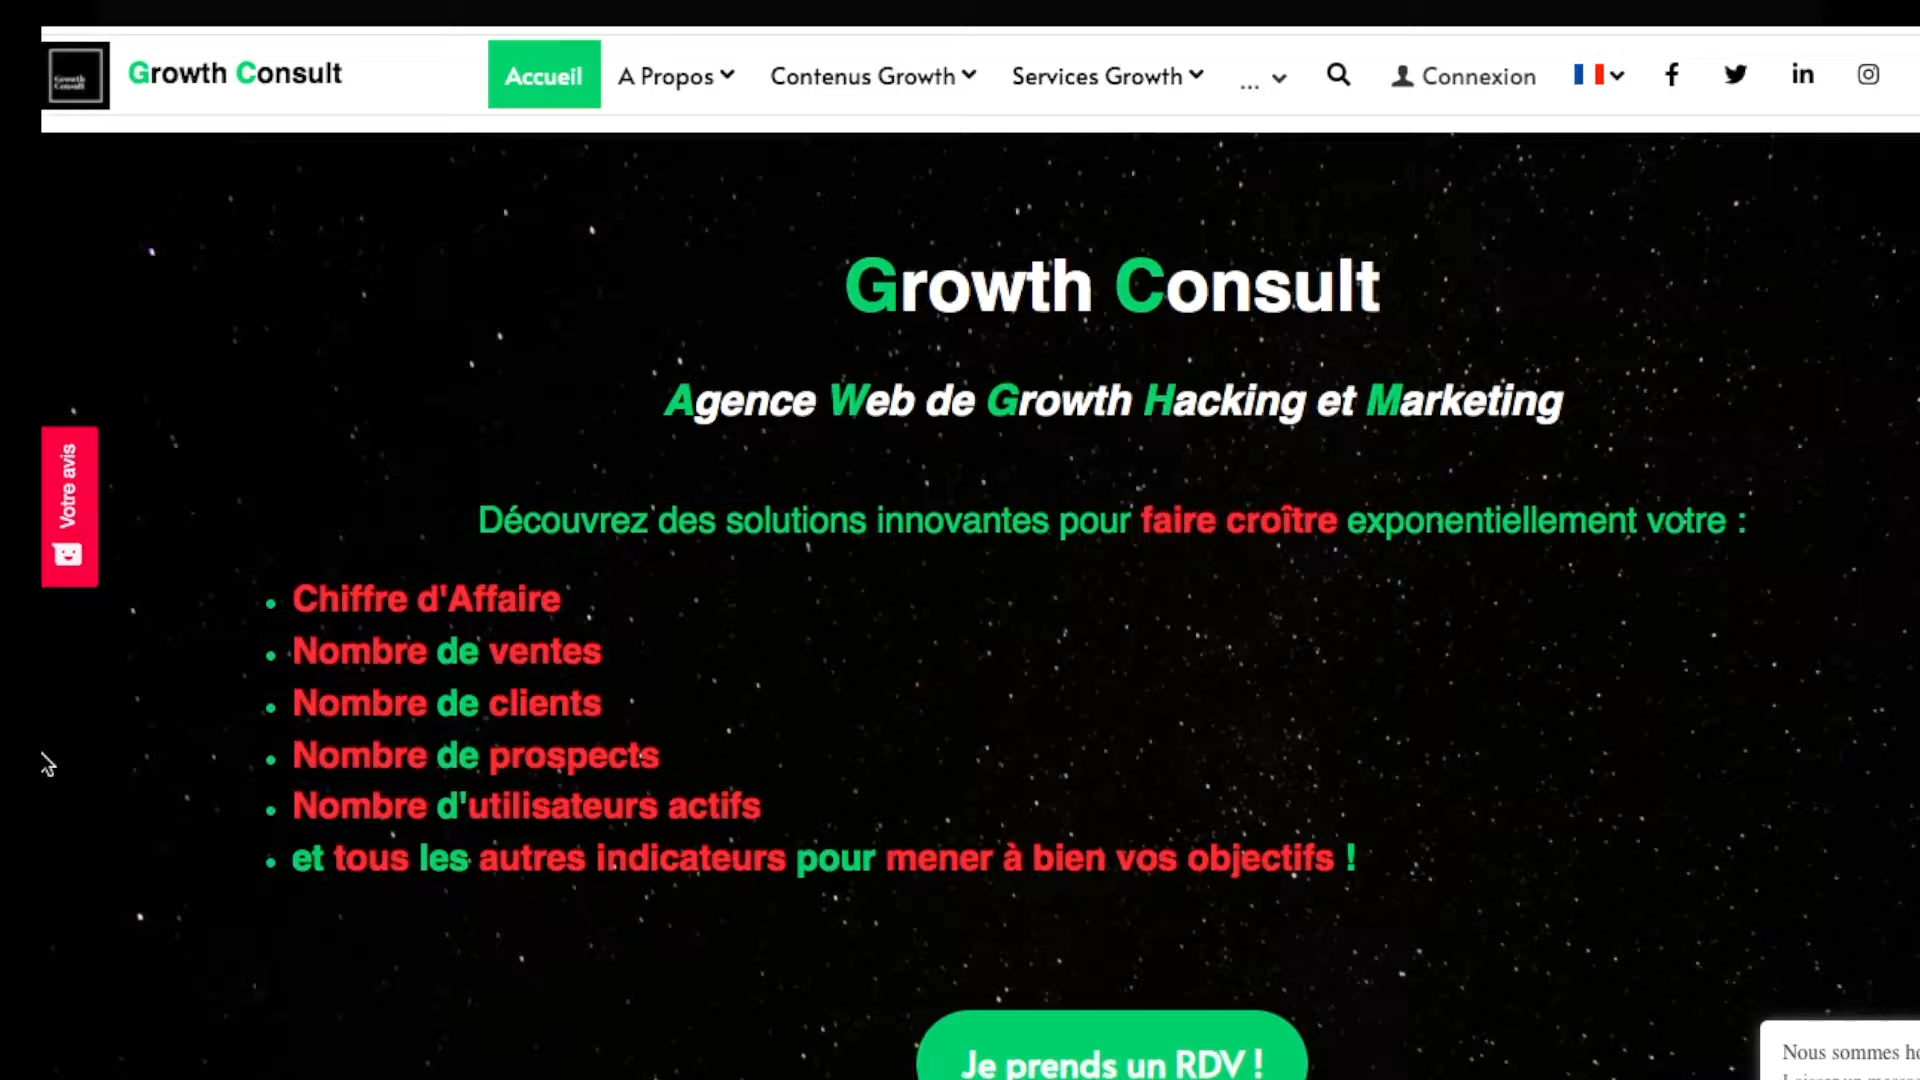 Growth Consult
Growth Consult
Accueil
A Propos
Contenus Growth
Services Growth
...
Connexion
Growth Consult
Agence Web de Growth Hacking et Marketing
Votre avis
Découvrez des solutions innovantes pour faire croître exponentiellement votre :
• Chiffre d'Affaire
• Nombre de ventes
• Nombre de clients
• Nombre de prospects
• Nombre d'utilisateurs actifs
• et tous les autres indicateurs pour mener à bien vos objectifs !
Je prends un RDV !
Nous sommes